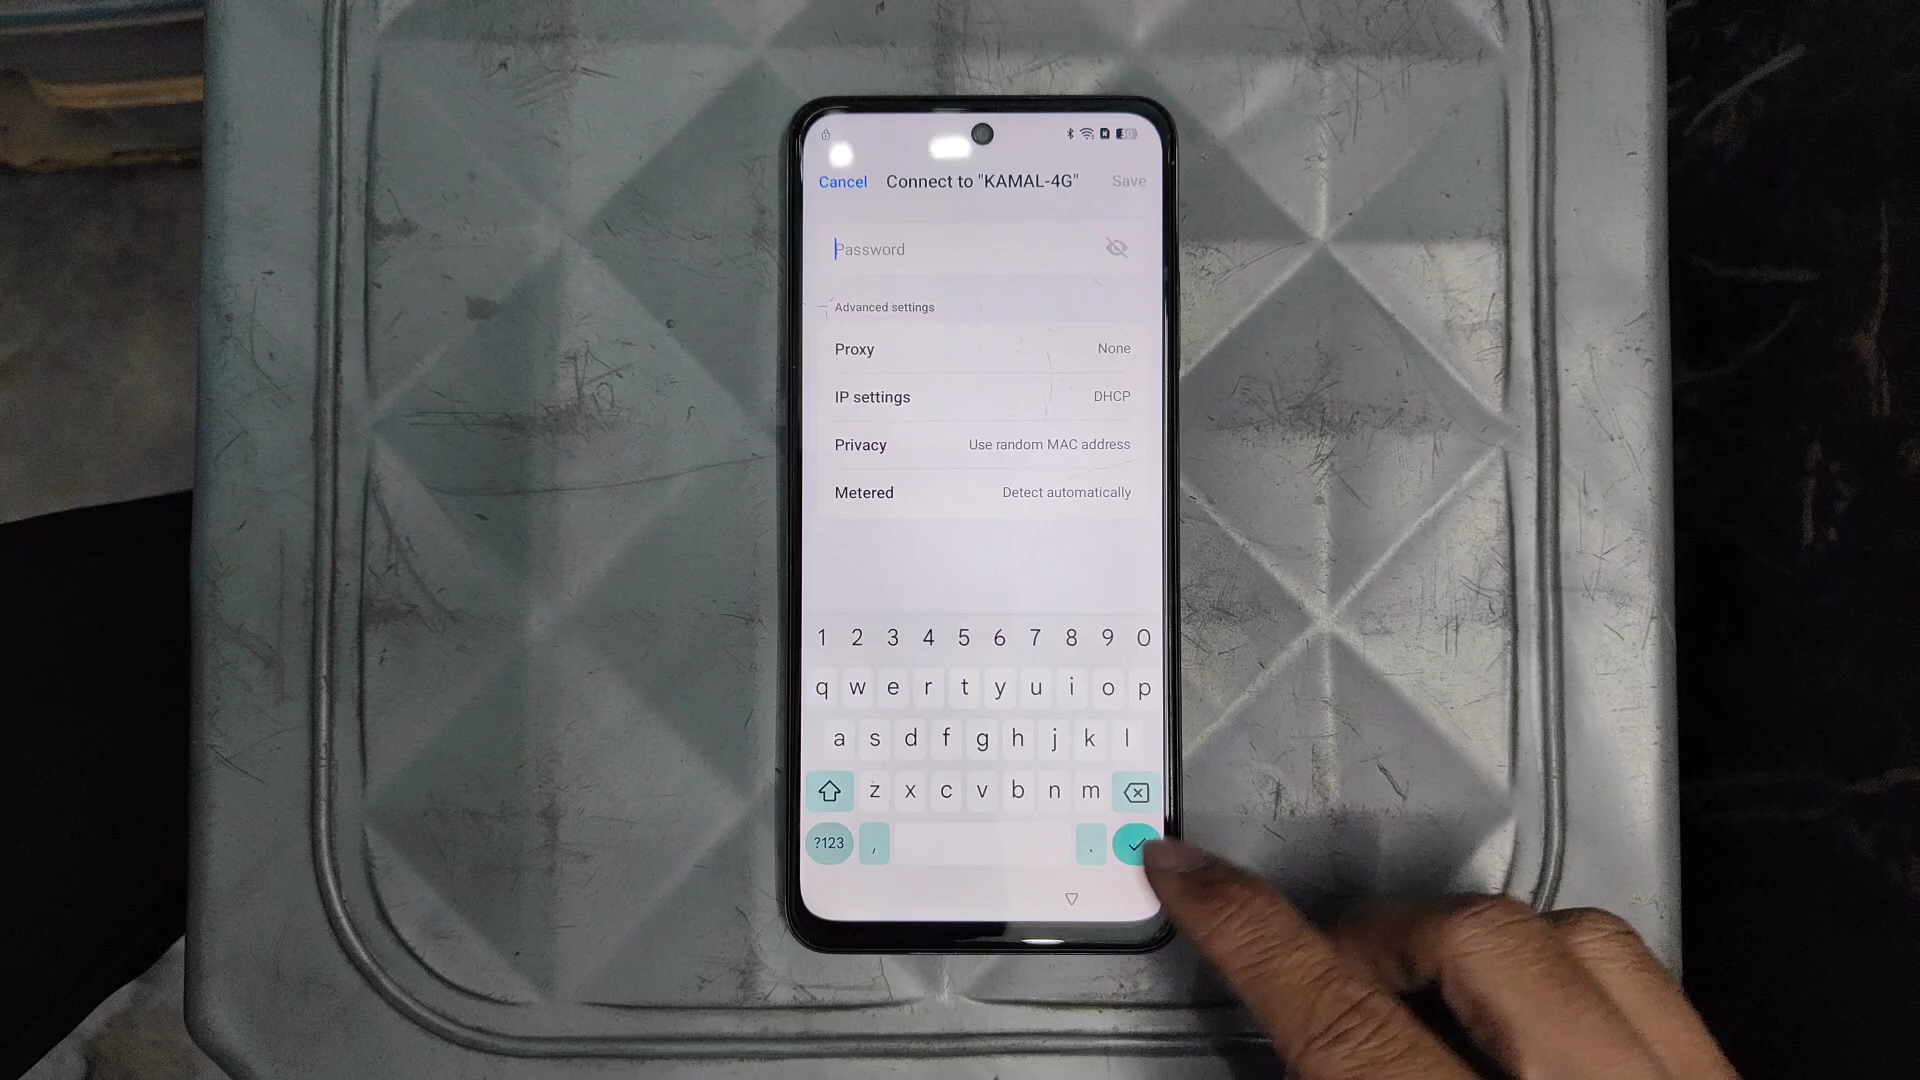 Cancel Connect to "KAMAL-4G" Save
Password
Advanced settings
Proxy None
IP settings DHCP
Privacy Use random MAC address
Metered Detect automatically
1 2 3 4 5 6 7 8 9 0
q w e r t y u i o p
a s d f g h j k l
z x c v b n m
?123 , .